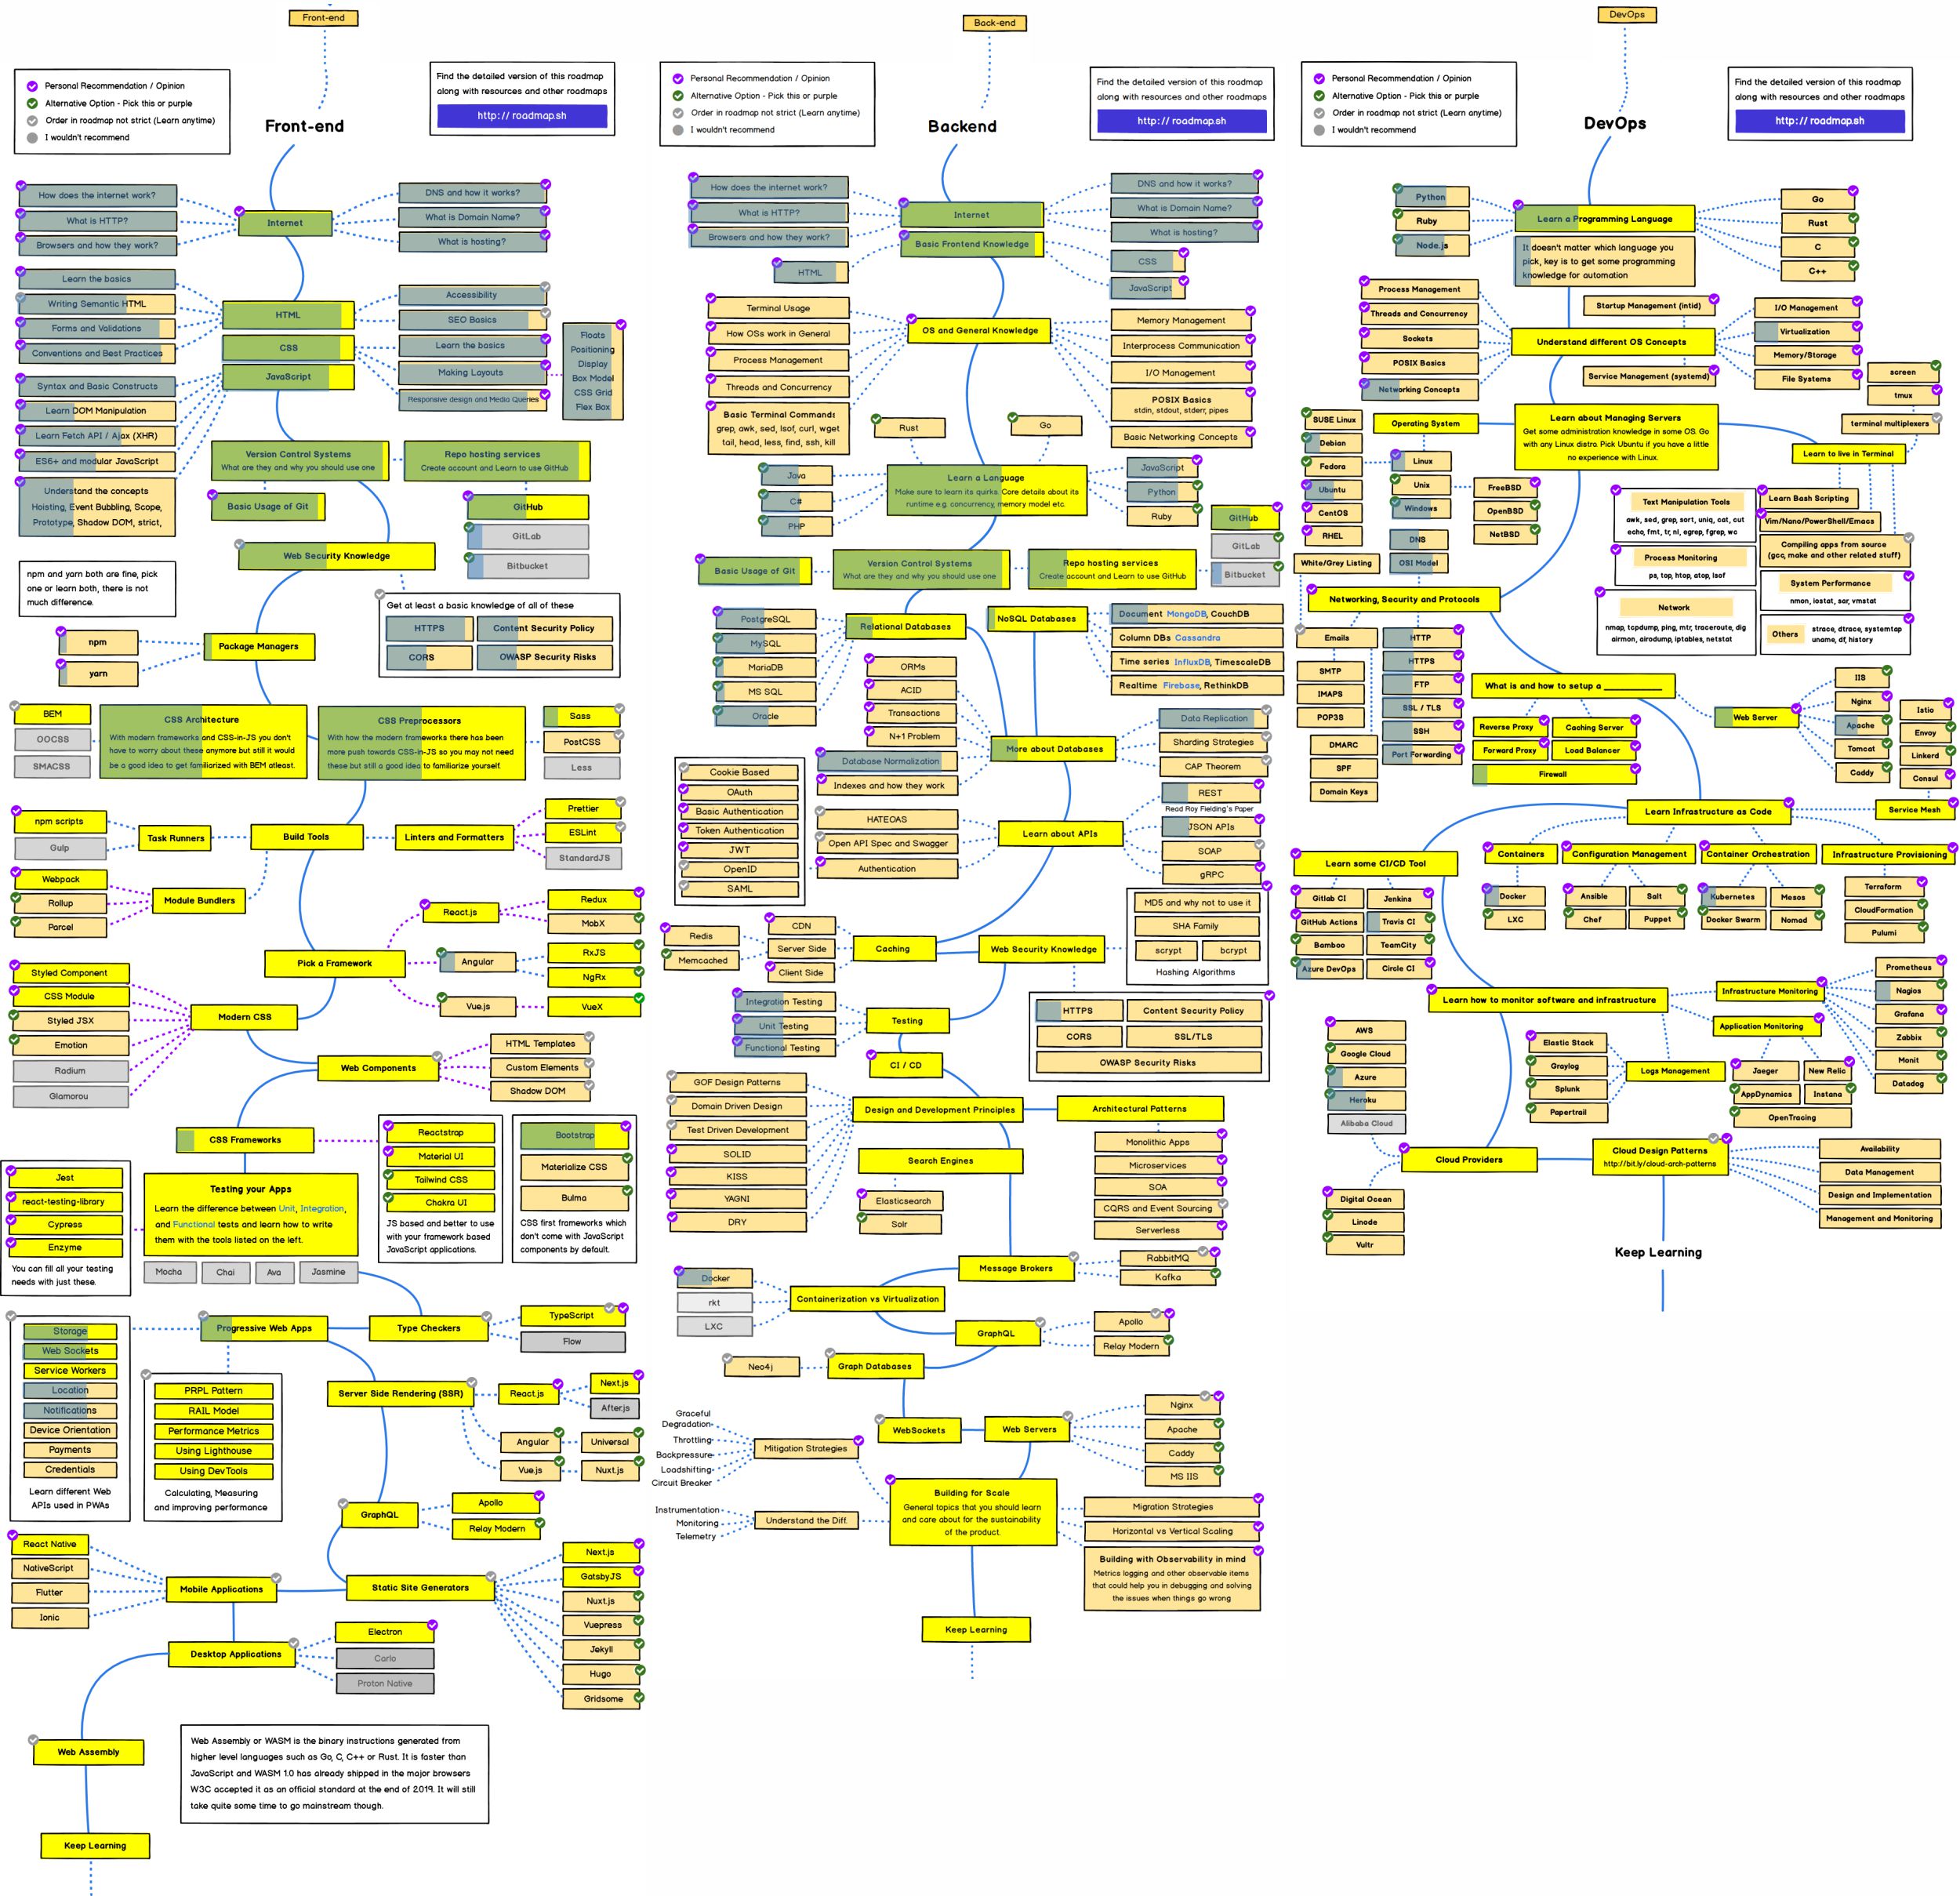 Front-end
Personal Recommendation / Opinion
Alternative Option - Pick this or purple
Order in roadmap not strict (Learn anytime)
I wouldn't recommend
Find the detailed version of this roadmap
along with resources and other roadmaps
http:// roadmap.sh
Front-end
How does the internet work?
What is HTTP?
Browsers and how they work?
Internet
DNS and how it works?
What is Domain Name?
What is hosting?
Learn the basics
Writing Semantic HTML
Forms and Validations
Conventions and Best Practices
HTML
Accessibility
SEO Basics
CSS
Learn the basics
Making Layouts
Responsive design and Media Queries
Floats
Positioning
Display
Box Model
CSS Grid
Flex Box
JavaScript
Syntax and Basic Constructs
Learn DOM Manipulation
Learn Fetch API / Ajax (XHR)
ES6+ and modular JavaScript
Understand the concepts
Hoisting, Event Bubbling, Scope,
Prototype, Shadow DOM, strict,
Version Control Systems
What are they and why you should use one
Repo hosting services
Create account and Learn to use GitHub
Basic Usage of Git
GitHub
GitLab
Bitbucket
Web Security Knowledge
npm and yarn both are fine, pick
one or learn both, there is not
much difference.
Get at least a basic knowledge of all of these
HTTPS
Content Security Policy
CORS
OWASP Security Risks
npm
yarn
Package Managers
BEM
OOCSS
SMACSS
CSS Architecture
With modern frameworks and CSS-in-JS you don't
have to worry about these anymore but still it would
be a good idea to get familiarized with BEM atleast.
CSS Preprocessors
With how the modern frameworks there has been
more push towards CSS-in-JS so you may not need
these but still a good idea to familiarize yourself.
Sass
PostCSS
Less
npm scripts
Gulp
Task Runners
Build Tools
Linters and Formatters
Prettier
ESLint
StandardJS
Webpack
Rollup
Parcel
Module Bundlers
Pick a Framework
React.js
Redux
MobX
Angular
RxJS
NgRx
Vue.js
VueX
Styled Component
CSS Module
Styled JSX
Emotion
Radium
Glamorou
Modern CSS
Web Components
HTML Templates
Custom Elements
Shadow DOM
CSS Frameworks
Reactstrap
Material UI
Tailwind CSS
Chakra UI
JS based and better to use
with your framework based
JavaScript applications.
Bootstrap
Materialize CSS
Bulma
CSS first frameworks which
don't come with JavaScript
components by default.
Jest
react-testing-library
Cypress
Enzyme
You can fill all your testing
needs with just these.
Testing your Apps
Learn the difference between Unit, Integration,
and Functional tests and learn how to write
them with the tools listed on the left.
Mocha
Chai
Ava
Jasmine
Progressive Web Apps
Type Checkers
TypeScript
Flow
Storage
Web Sockets
Service Workers
Location
Notifications
Device Orientation
Payments
Credentials
Learn different Web
APIs used in PWAs
PRPL Pattern
RAIL Model
Performance Metrics
Using Lighthouse
Using DevTools
Calculating, Measuring
and improving performance
Server Side Rendering (SSR)
React.js
Next.js
After.js
Angular
Universal
Vue.js
Nuxt.js
GraphQL
Apollo
Relay Modern
React Native
NativeScript
Flutter
Ionic
Mobile Applications
Static Site Generators
Next.js
GatsbyJS
Nuxt.js
Vuepress
Jekyll
Hugo
Gridsome
Desktop Applications
Electron
Carlo
Proton Native
Web Assembly
Web Assembly or WASM is the binary instructions generated from
higher level languages such as Go, C, C++ or Rust. It is faster than
JavaScript and WASM 1.0 has already shipped in the major browsers
W3C accepted it as an official standard at the end of 2019. It will still
take quite some time to go mainstream though.
Keep Learning
Back-end
Personal Recommendation / Opinion
Alternative Option - Pick this or purple
Order in roadmap not strict (Learn anytime)
I wouldn't recommend
Find the detailed version of this roadmap
along with resources and other roadmaps
http:// roadmap.sh
Backend
How does the internet work?
What is HTTP?
Browsers and how they work?
Internet
DNS and how it works?
What is Domain Name?
What is hosting?
Basic Frontend Knowledge
HTML
CSS
JavaScript
Terminal Usage
How OSs work in General
Process Management
Threads and Concurrency
Basic Terminal Commands
grep, awk, sed, lsof, curl, wget
tail, head, less, find, ssh, kill
OS and General Knowledge
Memory Management
Interprocess Communication
I/O Management
POSIX Basics
stdin, stdout, stderr, pipes
Basic Networking Concepts
Rust
Go
Java
C#
PHP
Learn a Language
Make sure to learn its quirks. Core details about its
runtime e.g. concurrency, memory model etc.
JavaScript
Python
Ruby
GitHub
GitLab
Bitbucket
Basic Usage of Git
Version Control Systems
What are they and why you should use one
Repo hosting services
Create account and Learn to use GitHub
PostgreSQL
MySQL
MariaDB
MS SQL
Oracle
Relational Databases
NoSQL Databases
Document MongoDB, CouchDB
Column DBs Cassandra
Time series InfluxDB, TimescaleDB
Realtime Firebase, RethinkDB
ORMs
ACID
Transactions
N+1 Problem
Database Normalization
Indexes and how they work
More about Databases
Data Replication
Sharding Strategies
CAP Theorem
Cookie Based
OAuth
Basic Authentication
Token Authentication
JWT
OpenID
SAML
HATEOAS
Open API Spec and Swagger
Authentication
Learn about APIs
REST
Read Roy Fielding's Paper
JSON APIs
SOAP
gRPC
MD5 and why not to use it
SHA Family
scrypt
bcrypt
Hashing Algorithms
Redis
Memcached
CDN
Server Side
Client Side
Caching
Web Security Knowledge
HTTPS
Content Security Policy
CORS
SSL/TLS
OWASP Security Risks
Integration Testing
Unit Testing
Functional Testing
Testing
CI / CD
GOF Design Patterns
Domain Driven Design
Test Driven Development
SOLID
KISS
YAGNI
DRY
Design and Development Principles
Architectural Patterns
Monolithic Apps
Microservices
SOA
CQRS and Event Sourcing
Serverless
Search Engines
Elasticsearch
Solr
Message Brokers
RabbitMQ
Kafka
Docker
rkt
LXC
Containerization vs Virtualization
GraphQL
Apollo
Relay Modern
Neo4j
Graph Databases
WebSockets
Web Servers
Nginx
Apache
Caddy
MS IIS
Graceful
Degradation
Throttling
Backpressure
Loadshifting
Circuit Breaker
Mitigation Strategies
Instrumentation
Monitoring
Telemetry
Understand the Diff.
Building for Scale
General topics that you should learn
and care about for the sustainability
of the product.
Migration Strategies
Horizontal vs Vertical Scaling
Building with Observability in mind
Metrics logging and other observable items
that could help you in debugging and solving
the issues when things go wrong
Keep Learning
DevOps
Personal Recommendation / Opinion
Alternative Option - Pick this or purple
Order in roadmap not strict (Learn anytime)
I wouldn't recommend
Find the detailed version of this roadmap
along with resources and other roadmaps
http:// roadmap.sh
DevOps
Python
Ruby
Node.js
Learn a Programming Language
It doesn't matter which language you
pick, key is to get some programming
knowledge for automation
Go
Rust
C
C++
Process Management
Threads and Concurrency
Sockets
POSIX Basics
Networking Concepts
Startup Management (intid)
Understand different OS Concepts
Service Management (systemd)
I/O Management
Virtualization
Memory/Storage
File Systems
screen
tmux
terminal multiplexers
SUSE Linux
Debian
Fedora
Ubuntu
CentOS
RHEL
Operating System
Linux
Unix
Windows
FreeBSD
OpenBSD
NetBSD
Learn about Managing Servers
Get some administration knowledge in some OS. Go
with any Linux distro. Pick Ubuntu if you have a little
no experience with Linux.
Learn to live in Terminal
Text Manipulation Tools
awk, sed, grep, sort, uniq, cat, cut
echo, fmt, tr, nl, egrep, fgrep, wc
Process Monitoring
ps, top, htop, atop, lsof
Network
nmap, tcpdump, ping, mtr, traceroute, dig
airmon, airodump, iptables, netstat
Learn Bash Scripting
Vim/Nano/PowerShell/Emacs
Compiling apps from source
(gcc, make and other related stuff)
System Performance
nmon, iostat, sar, vmstat
Others
strace, dtrace, systemtap
uname, df, history
DNS
OSI Model
White/Grey Listing
Networking, Security and Protocols
Emails
SMTP
IMAPS
POP3S
DMARC
SPF
Domain Keys
HTTP
HTTPS
FTP
SSL / TLS
SSH
Port Forwarding
What is and how to setup a ___________
Reverse Proxy
Caching Server
Forward Proxy
Load Balancer
Firewall
Web Server
IIS
Nginx
Apache
Tomcat
Caddy
Istio
Envoy
Linkerd
Consul
Service Mesh
Learn Infrastructure as Code
Containers
Docker
LXC
Configuration Management
Ansible
Salt
Chef
Puppet
Container Orchestration
Kubernetes
Mesos
Docker Swarm
Nomad
Infrastructure Provisioning
Terraform
CloudFormation
Pulumi
Learn some CI/CD Tool
Gitlab CI
Jenkins
GitHub Actions
Travis CI
Bamboo
TeamCity
Azure DevOps
Circle CI
Learn how to monitor software and infrastructure
Infrastructure Monitoring
Prometheus
Nagios
Grafana
Zabbix
Monit
Datadog
Application Monitoring
Jaeger
New Relic
AppDynamics
Instana
OpenTracing
Logs Management
Elastic Stack
Graylog
Splunk
Papertrail
AWS
Google Cloud
Azure
Heroku
Alibaba Cloud
Cloud Providers
Digital Ocean
Linode
Vultr
Cloud Design Patterns
http://bit.ly/cloud-arch-patterns
Availability
Data Management
Design and Implementation
Management and Monitoring
Keep Learning